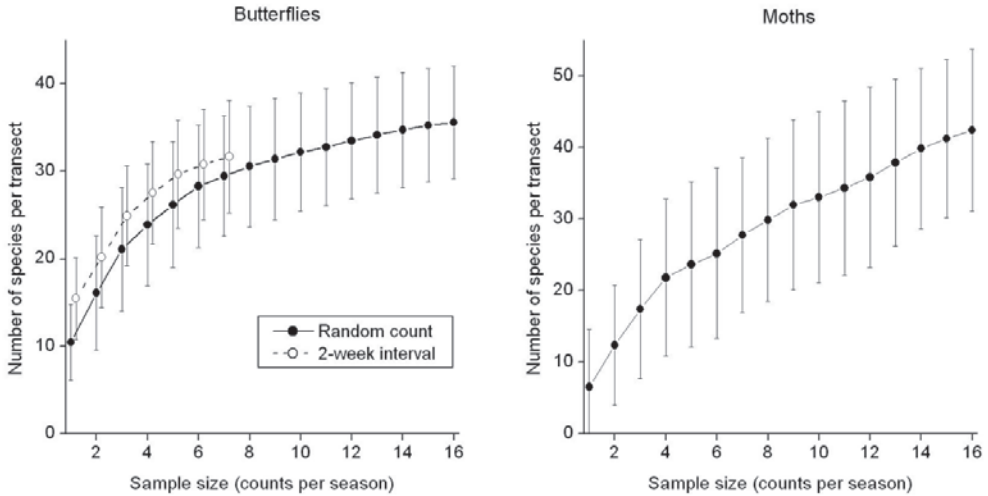 Butterflies
Number of species per transect
40
30
20
10
0
Random count
2-week interval
2 4 6 8 10 12 14 16
Sample size (counts per season)
Moths
Number of species per transect
50
40
30
20
10
0
2 4 6 8 10 12 14 16
Sample size (counts per season)